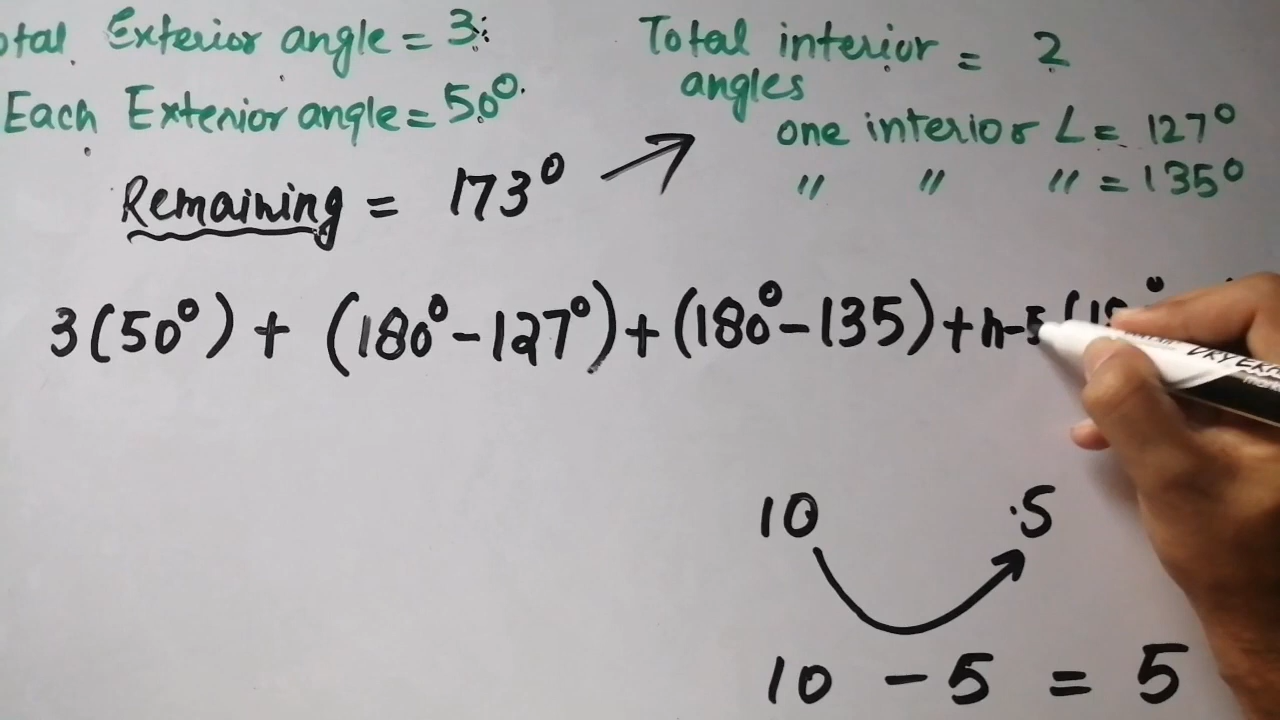 otal Exterior angle = 3
Each Exterior angle = 50°
Total interior angles = 2
one interior L = 127°
" " " = 135°
Remaining = 173°
3(50°) + (180° - 127°) + (180° - 135) + n-5(18
10 5
10 - 5 = 5